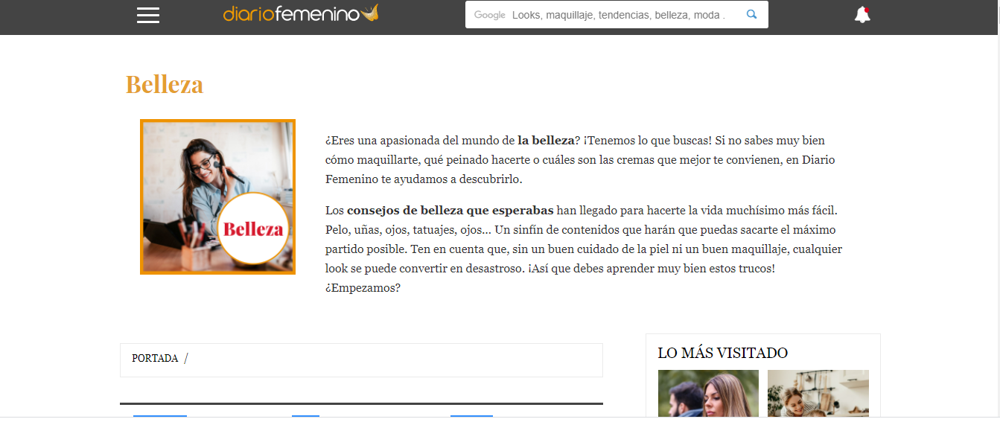 diariofemenino
Google Looks, maquillaje, tendencias, belleza, moda .
Belleza
Belleza
¿Eres una apasionada del mundo de la belleza? ¡Tenemos lo que buscas! Si no sabes muy bien
cómo maquillarte, qué peinado hacerte o cuáles son las cremas que mejor te convienen, en Diario
Femenino te ayudamos a descubrirlo.
Los consejos de belleza que esperabas han llegado para hacerte la vida muchísimo más fácil.
Pelo, uñas, ojos, tatuajes, ojos... Un sinfín de contenidos que harán que puedas sacarte el máximo
partido posible. Ten en cuenta que, sin un buen cuidado de la piel ni un buen maquillaje, cualquier
look se puede convertir en desastroso. ¡Así que debes aprender muy bien estos trucos!
¿Empezamos?
PORTADA /
LO MÁS VISITADO